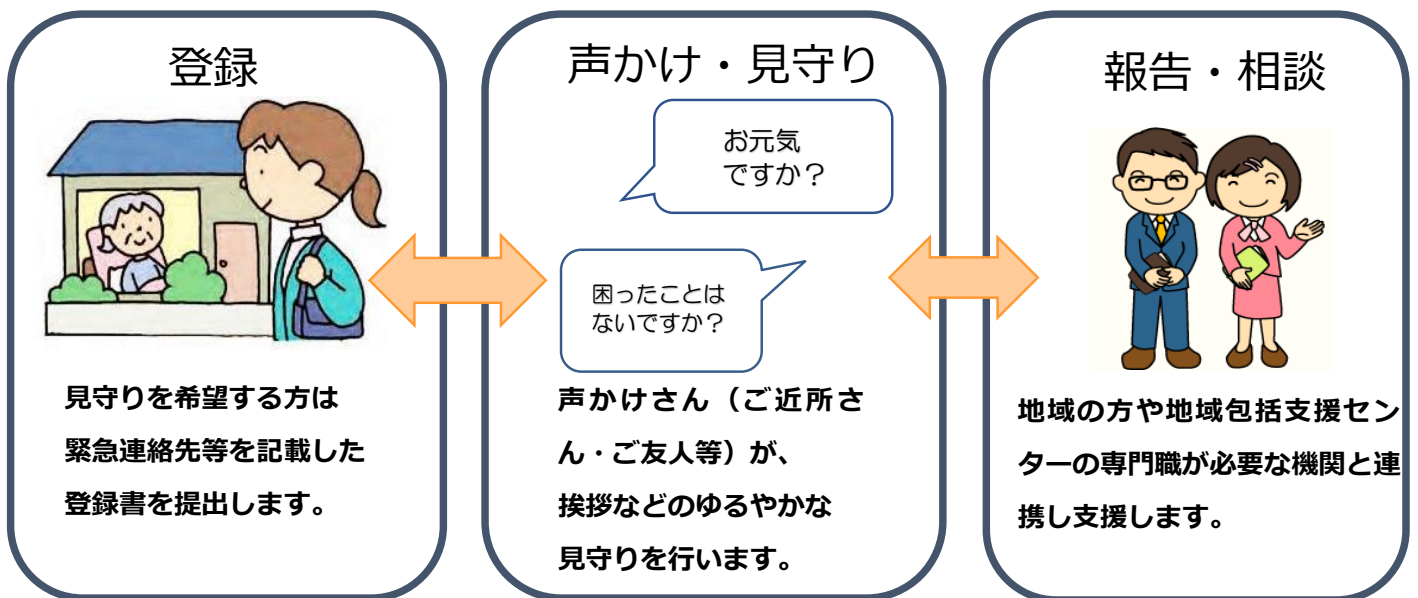 登録
見守りを希望する方は
緊急連絡先等を記載した
登録書を提出します。
声かけ・見守り
お元気
ですか？
困ったことは
ないですか？
声かけさん（ご近所さ
ん・ご友人等）が、
挨拶などのゆるやかな
見守りを行います。
報告・相談
地域の方や地域包括支援セン
ターの専門職が必要な機関と連
携し支援します。